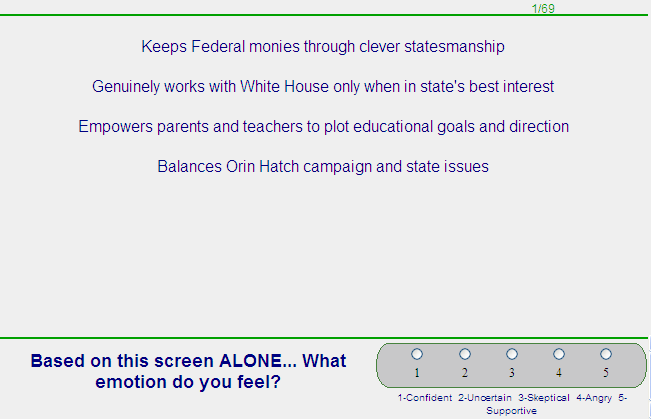 1/69
Keeps Federal monies through clever statesmanship
Genuinely works with White House only when in state's best interest
Empowers parents and teachers to plot educational goals and direction
Balances Orin Hatch campaign and state issues
Based on this screen ALONE... What
emotion do you feel?
1 2 3 4 5
1-Confident 2-Uncertain 3-Skeptical 4-Angry 5-
Supportive